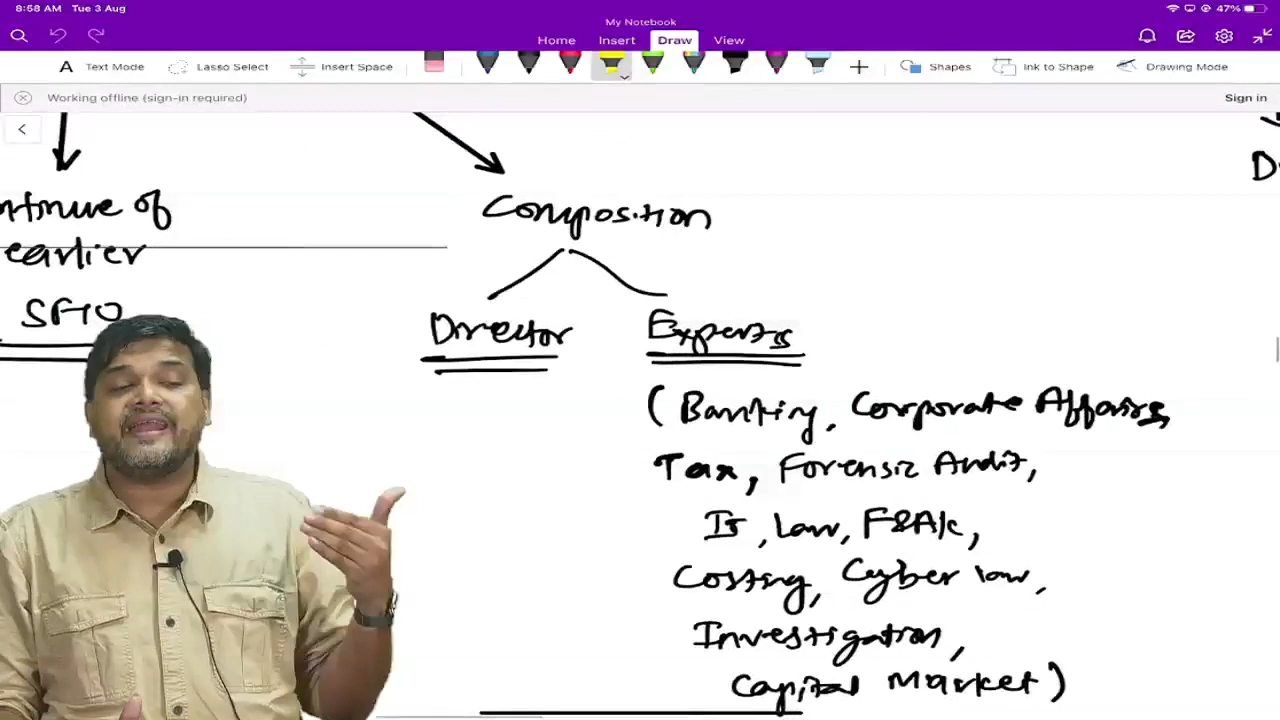 8:58 AM Tue 3 Aug
47%
My Notebook
Home Insert Draw View
A Text Mode Lasso Select Insert Space Shapes Ink to Shape Drawing Mode
Working offline (sign-in required) Sign in
ntinue of
earlier
SFIO
Composition
Director Experts
(Banking, Corporate Affairs,
Tax, Forensic Audit,
IT, Law, F&A/c,
Costing, Cyber law,
Investigation,
Capital Market)
D